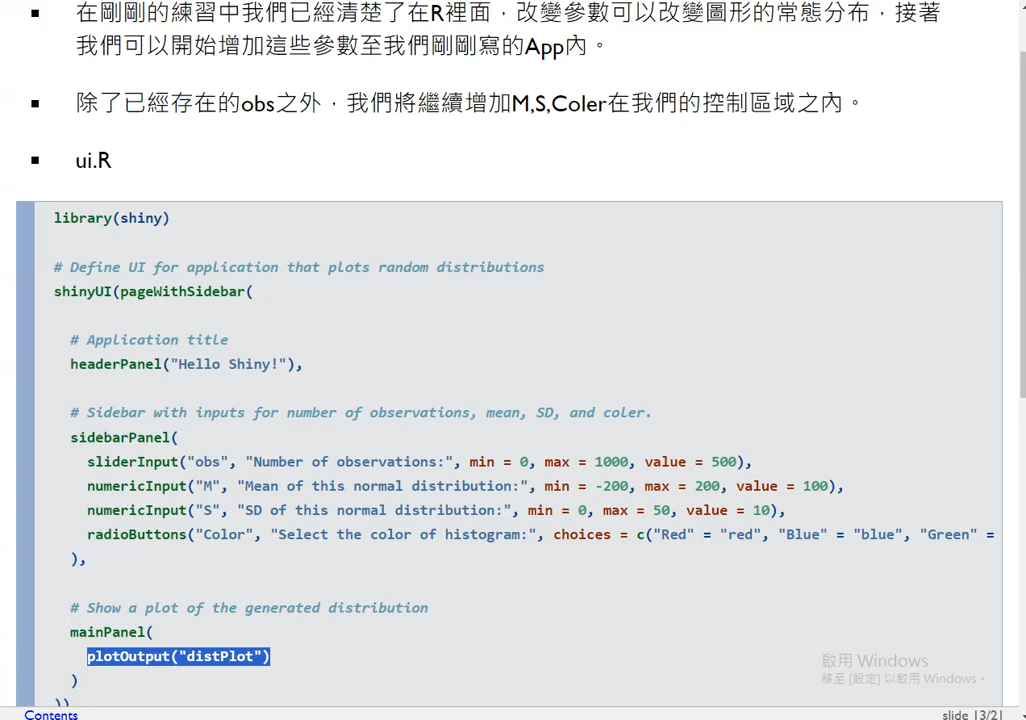 ▪ 在剛剛的練習中我們已經清楚了在R裡面，改變參數可以改變圖形的常態分布，接著
我們可以開始增加這些參數至我們剛剛寫的App內。
▪ 除了已經存在的obs之外，我們將繼續增加M,S,Coler在我們的控制區域之內。
▪ ui.R
library(shiny)
# Define UI for application that plots random distributions
shinyUI(pageWithSidebar(
# Application title
headerPanel("Hello Shiny!"),
# Sidebar with inputs for number of observations, mean, SD, and coler.
sidebarPanel(
sliderInput("obs", "Number of observations:", min = 0, max = 1000, value = 500),
numericInput("M", "Mean of this normal distribution:", min = -200, max = 200, value = 100),
numericInput("S", "SD of this normal distribution:", min = 0, max = 50, value = 10),
radioButtons("Color", "Select the color of histogram:", choices = c("Red" = "red", "Blue" = "blue", "Green" =
),
# Show a plot of the generated distribution
mainPanel(
plotOutput("distPlot")
)
))
啟用 Windows
移至 [設定] 以啟用 Windows。
Contents
slide 13/21